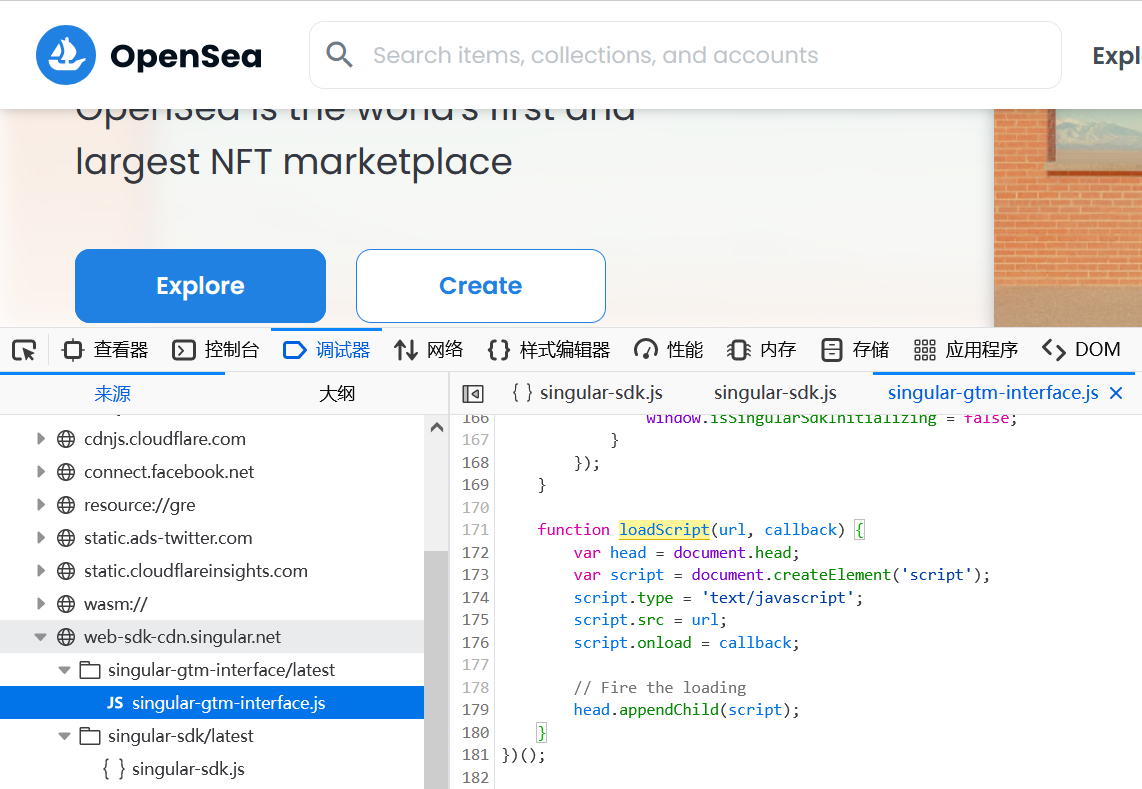 OpenSea
Search items, collections, and accounts
Expl
OpenSea is the world's first and
largest NFT marketplace
Explore
Create
查看器
控制台
调试器
网络
样式编辑器
性能
内存
存储
应用程序
DOM
来源
大纲
{ } singular-sdk.js
singular-sdk.js
singular-gtm-interface.js
cdnjs.cloudflare.com
connect.facebook.net
resource://gre
static.ads-twitter.com
static.cloudflareinsights.com
wasm://
web-sdk-cdn.singular.net
singular-gtm-interface/latest
JS singular-gtm-interface.js
singular-sdk/latest
{ } singular-sdk.js
166 window.isSingularSdkInitializing = false;
167 }
168 });
169 }
170
171 function loadScript(url, callback) {
172 var head = document.head;
173 var script = document.createElement('script');
174 script.type = 'text/javascript';
175 script.src = url;
176 script.onload = callback;
177
178 // Fire the loading
179 head.appendChild(script);
180 }
181 })();
182